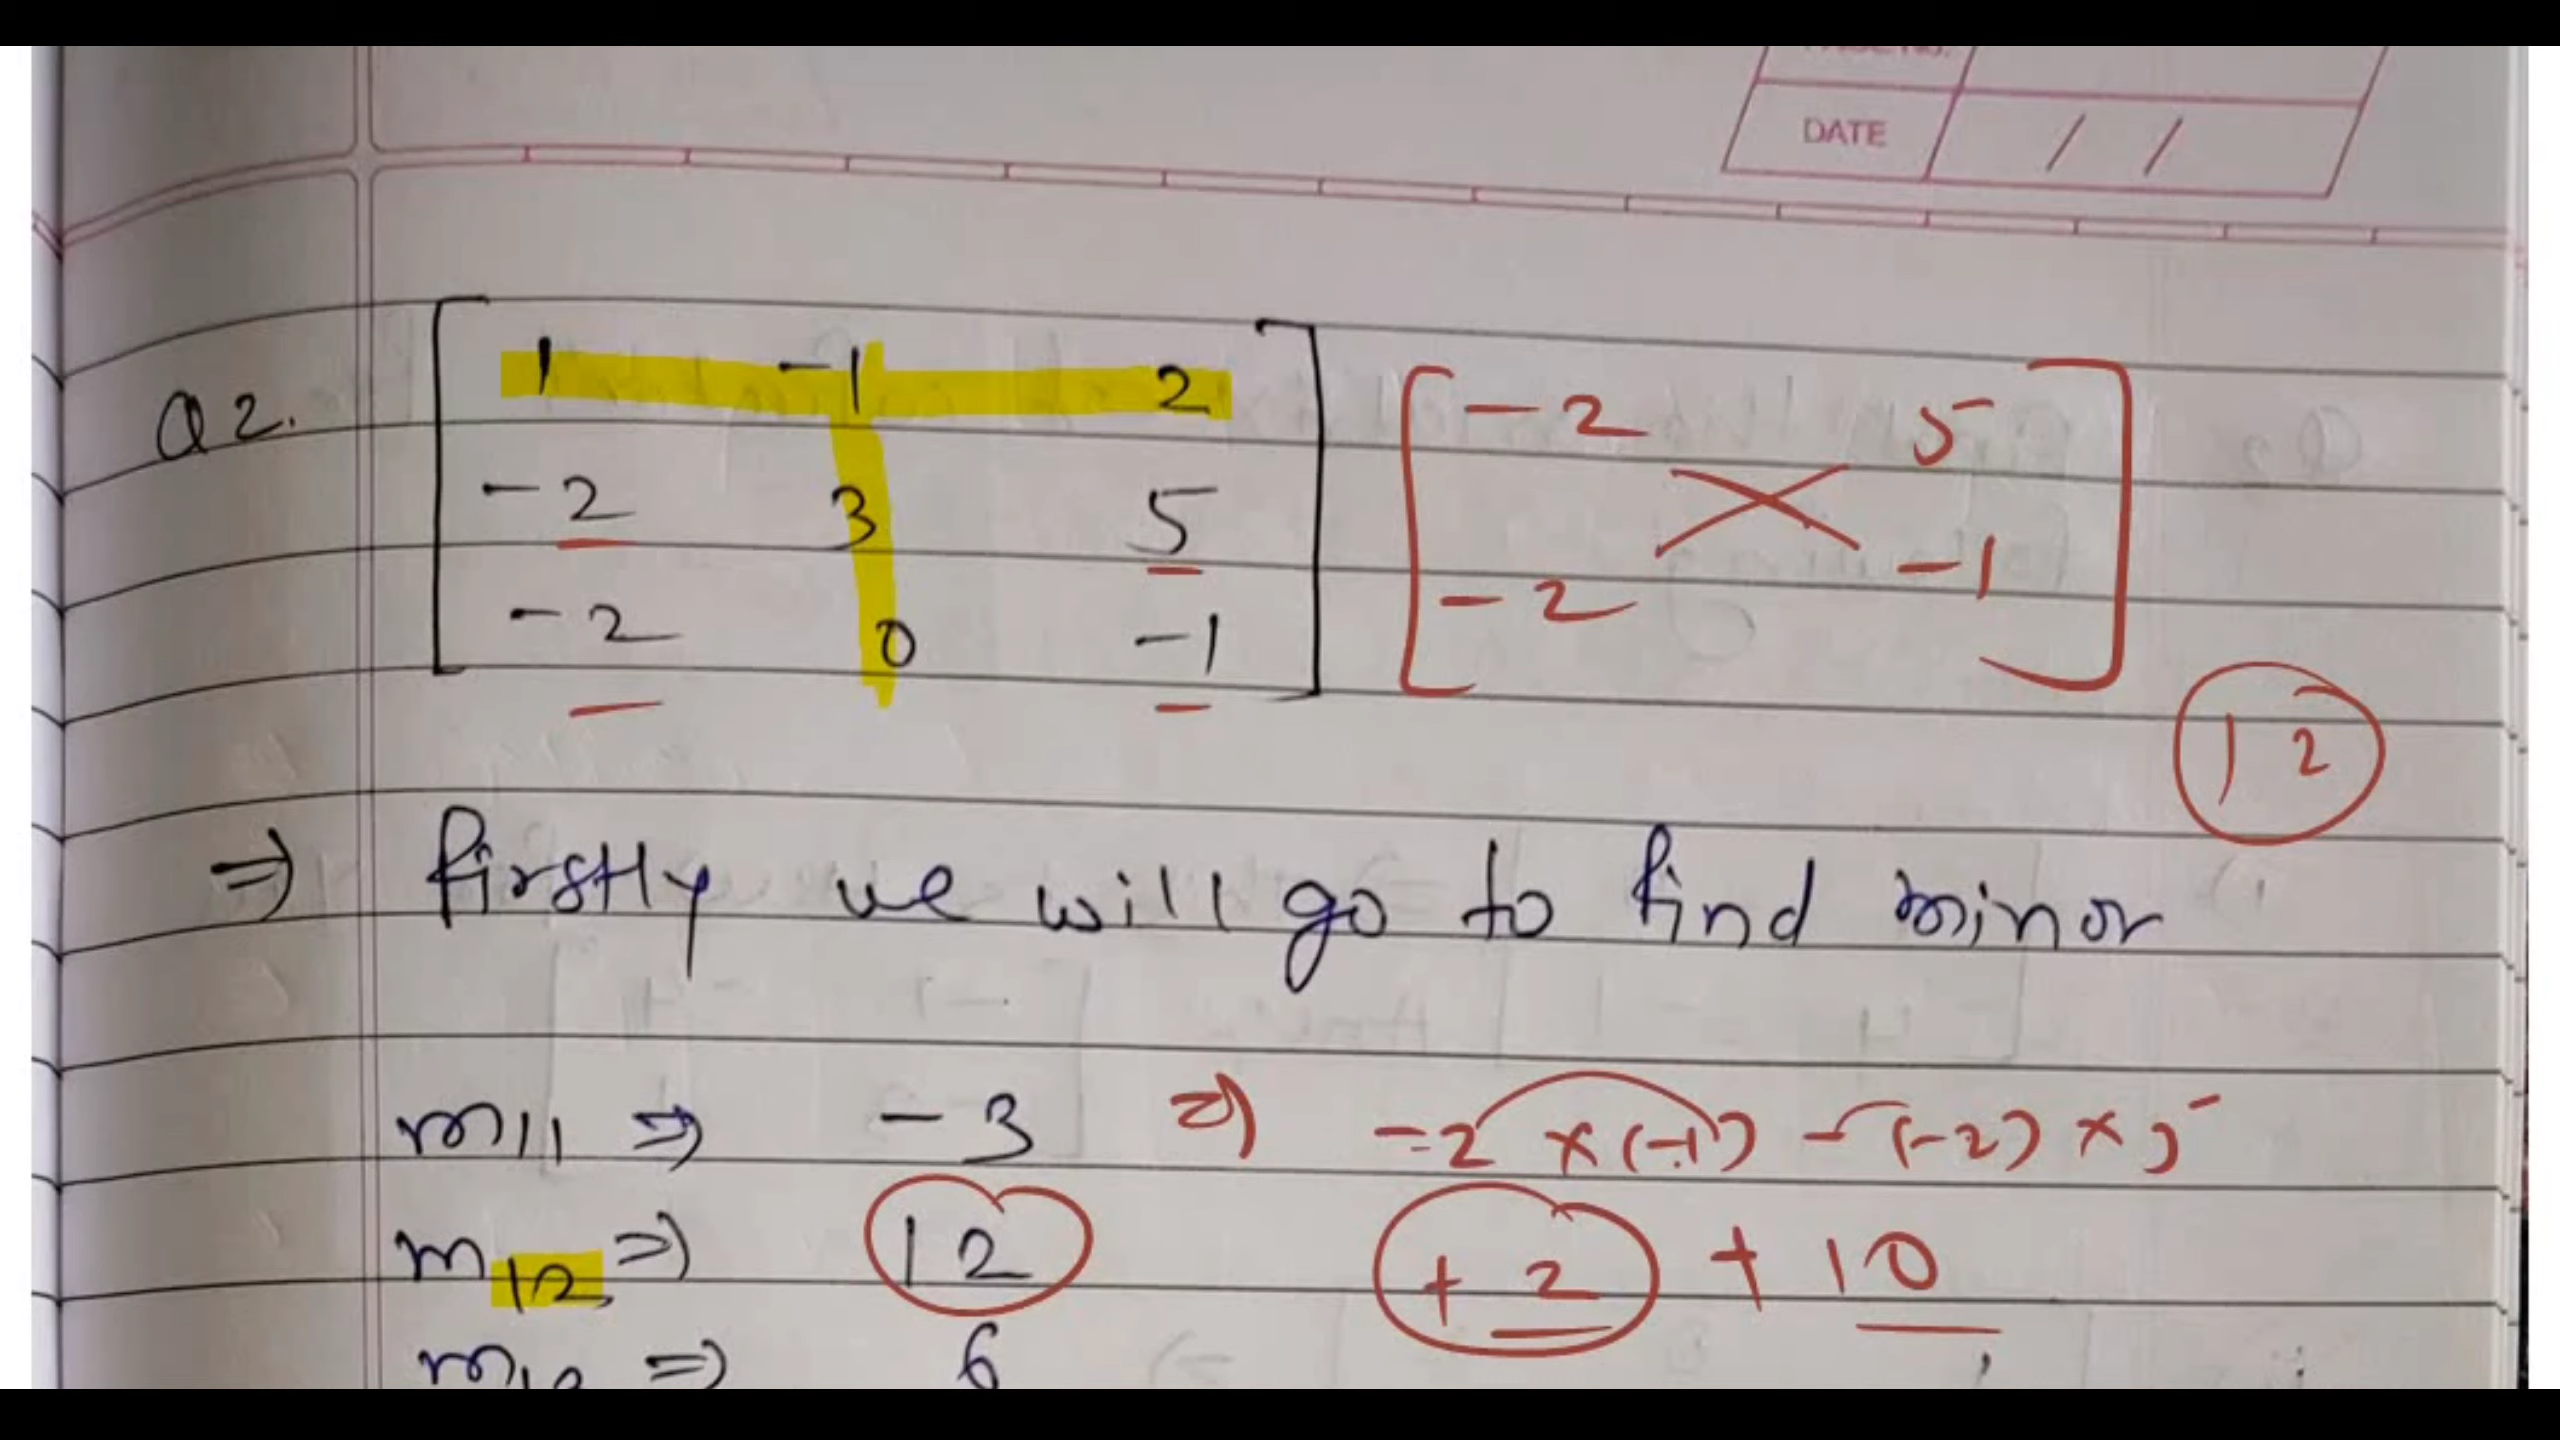 DATE / /
Q2.
1 -1 2
-2 3 5
-2 0 -1
-2 5
-2 -1
12
⇒ firstly we will go to find minor
m11 ⇒ -3 ⇒ -2 × (-1) - (-2) × 5
m12 ⇒ 12 +2 + 10
6